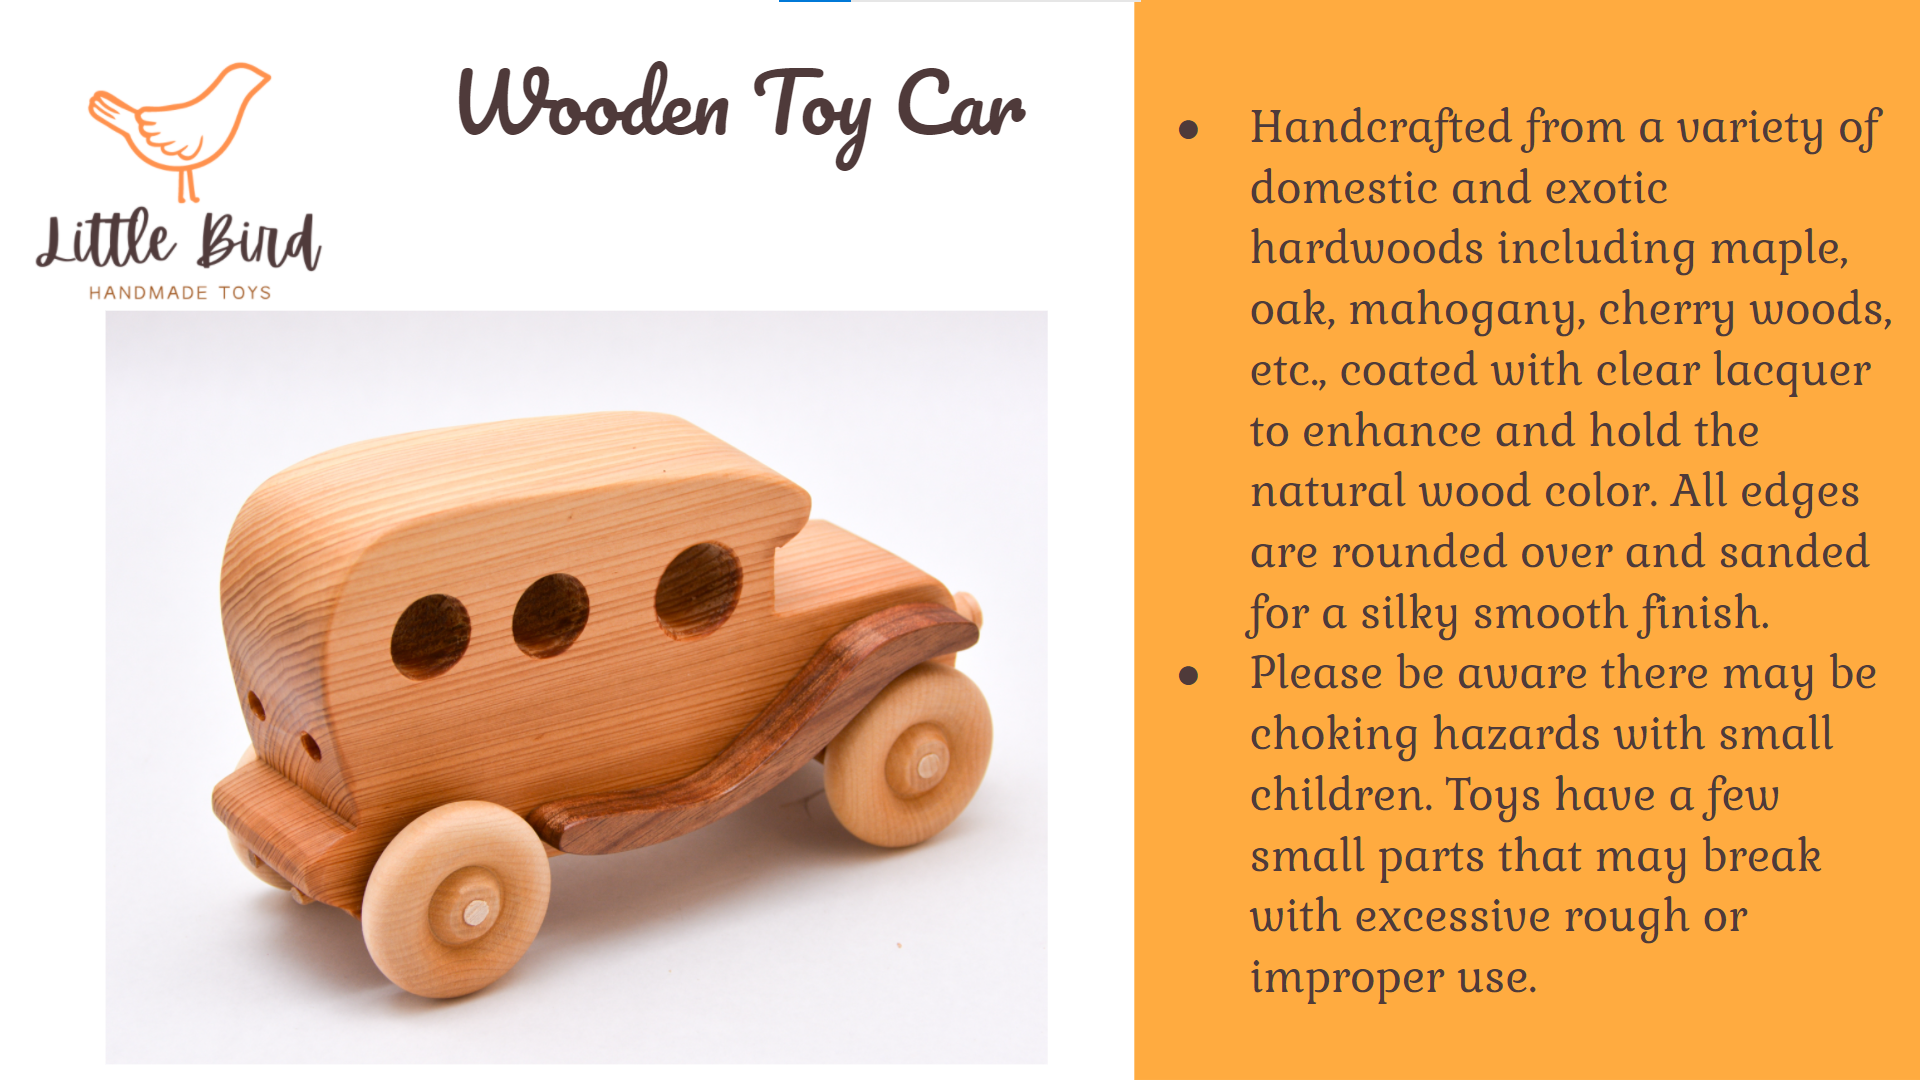 Wooden Toy Car
Little Bird
HANDMADE TOYS
● Handcrafted from a variety of
domestic and exotic
hardwoods including maple,
oak, mahogany, cherry woods,
etc., coated with clear lacquer
to enhance and hold the
natural wood color. All edges
are rounded over and sanded
for a silky smooth finish.
● Please be aware there may be
choking hazards with small
children. Toys have a few
small parts that may break
with excessive rough or
improper use.